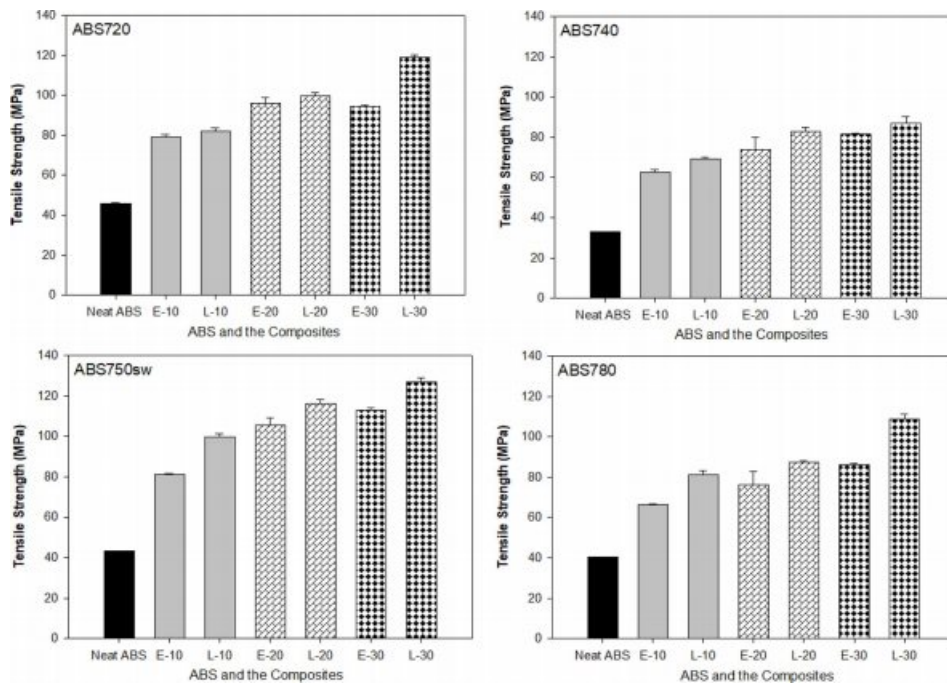 ABS720
Tensile Strength (MPa)
140
120
100
80
60
40
20
0
Neat ABS E-10 L-10 E-20 L-20 E-30 L-30
ABS and the Composites
ABS740
Tensile Strength (MPa)
140
120
100
80
60
40
20
0
Neat ABS E-10 L-10 E-20 L-20 E-30 L-30
ABS and the Composites
ABS750sw
Tensile Strength (MPa)
140
120
100
80
60
40
20
0
Neat ABS E-10 L-10 E-20 L-20 E-30 L-30
ABS and the Composites
ABS780
Tensile Strength (MPa)
140
120
100
80
60
40
20
0
Neat ABS E-10 L-10 E-20 L-20 E-30 L-30
ABS and the Composites